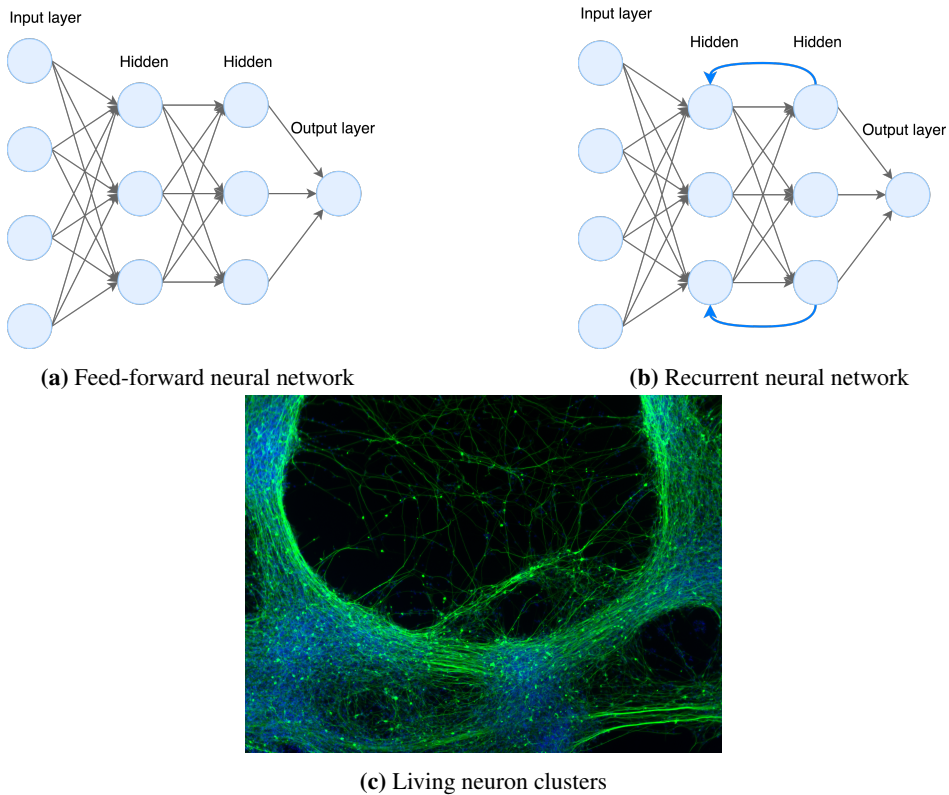 Input layer
Hidden
Hidden
Output layer
(a) Feed-forward neural network
Input layer
Hidden
Hidden
Output layer
(b) Recurrent neural network
(c) Living neuron clusters